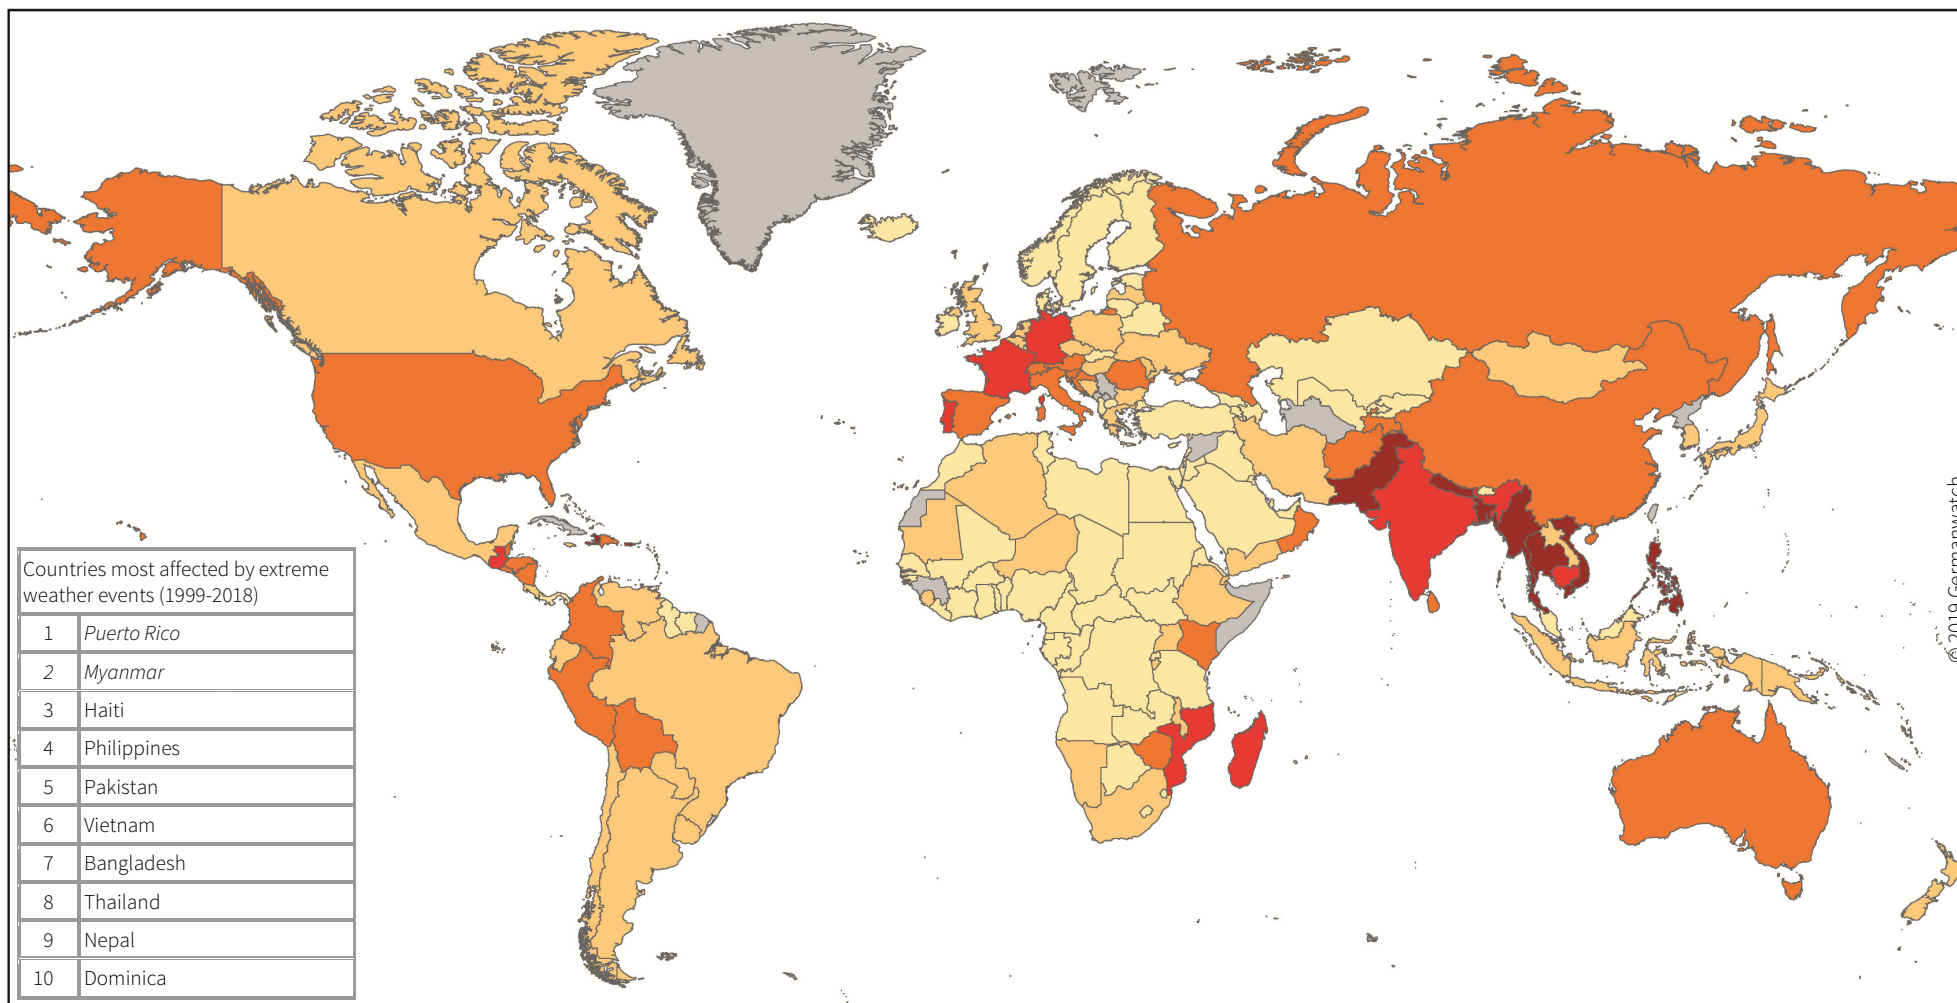 Countries most affected by extreme
weather events (1999-2018)
1 Puerto Rico
2 Myanmar
3 Haiti
4 Philippines
5 Pakistan
6 Vietnam
7 Bangladesh
8 Thailand
9 Nepal
10 Dominica
© 2019 Germanwatch